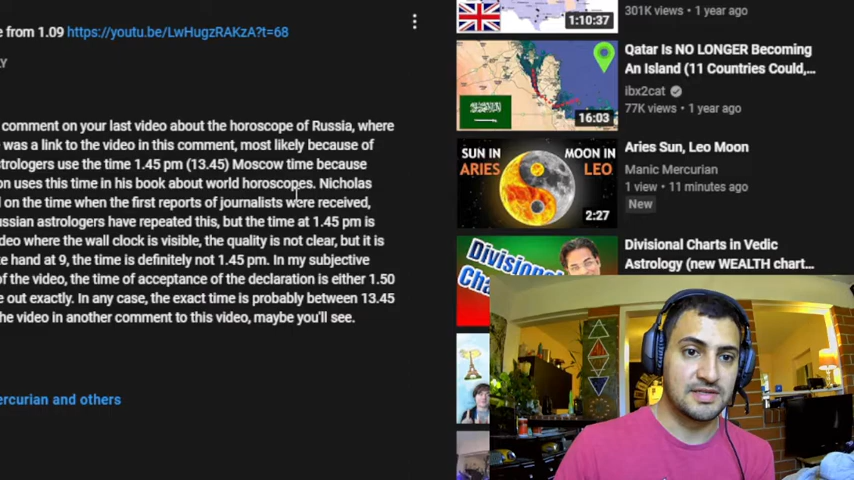 e from 1.09 https://youtu.be/LwHugzRAKzA?t=68
Y
comment on your last video about the horoscope of Russia, where
was a link to the video in this comment, most likely because of
strologers use the time 1.45 pm (13.45) Moscow time because
on uses this time in his book about world horoscopes. Nicholas
on the time when the first reports of journalists were received,
ussian astrologers have repeated this, but the time at 1.45 pm is
deo where the wall clock is visible, the quality is not clear, but it is
te hand at 9, the time is definitely not 1.45 pm. In my subjective
of the video, the time of acceptance of the declaration is either 1.50
e out exactly. In any case, the exact time is probably between 13.45
he video in another comment to this video, maybe you'll see.
ercurian and others
301K views • 1 year ago
1:10:37
Qatar Is NO LONGER Becoming
An Island (11 Countries Could,...
ibx2cat
77K views • 1 year ago
16:03
SUN IN
ARIES
MOON IN
LEO
2:27
Aries Sun, Leo Moon
Manic Mercurian
1 view • 11 minutes ago
New
Divisional
Cha
Divisional Charts in Vedic
Astrology (new WEALTH chart...